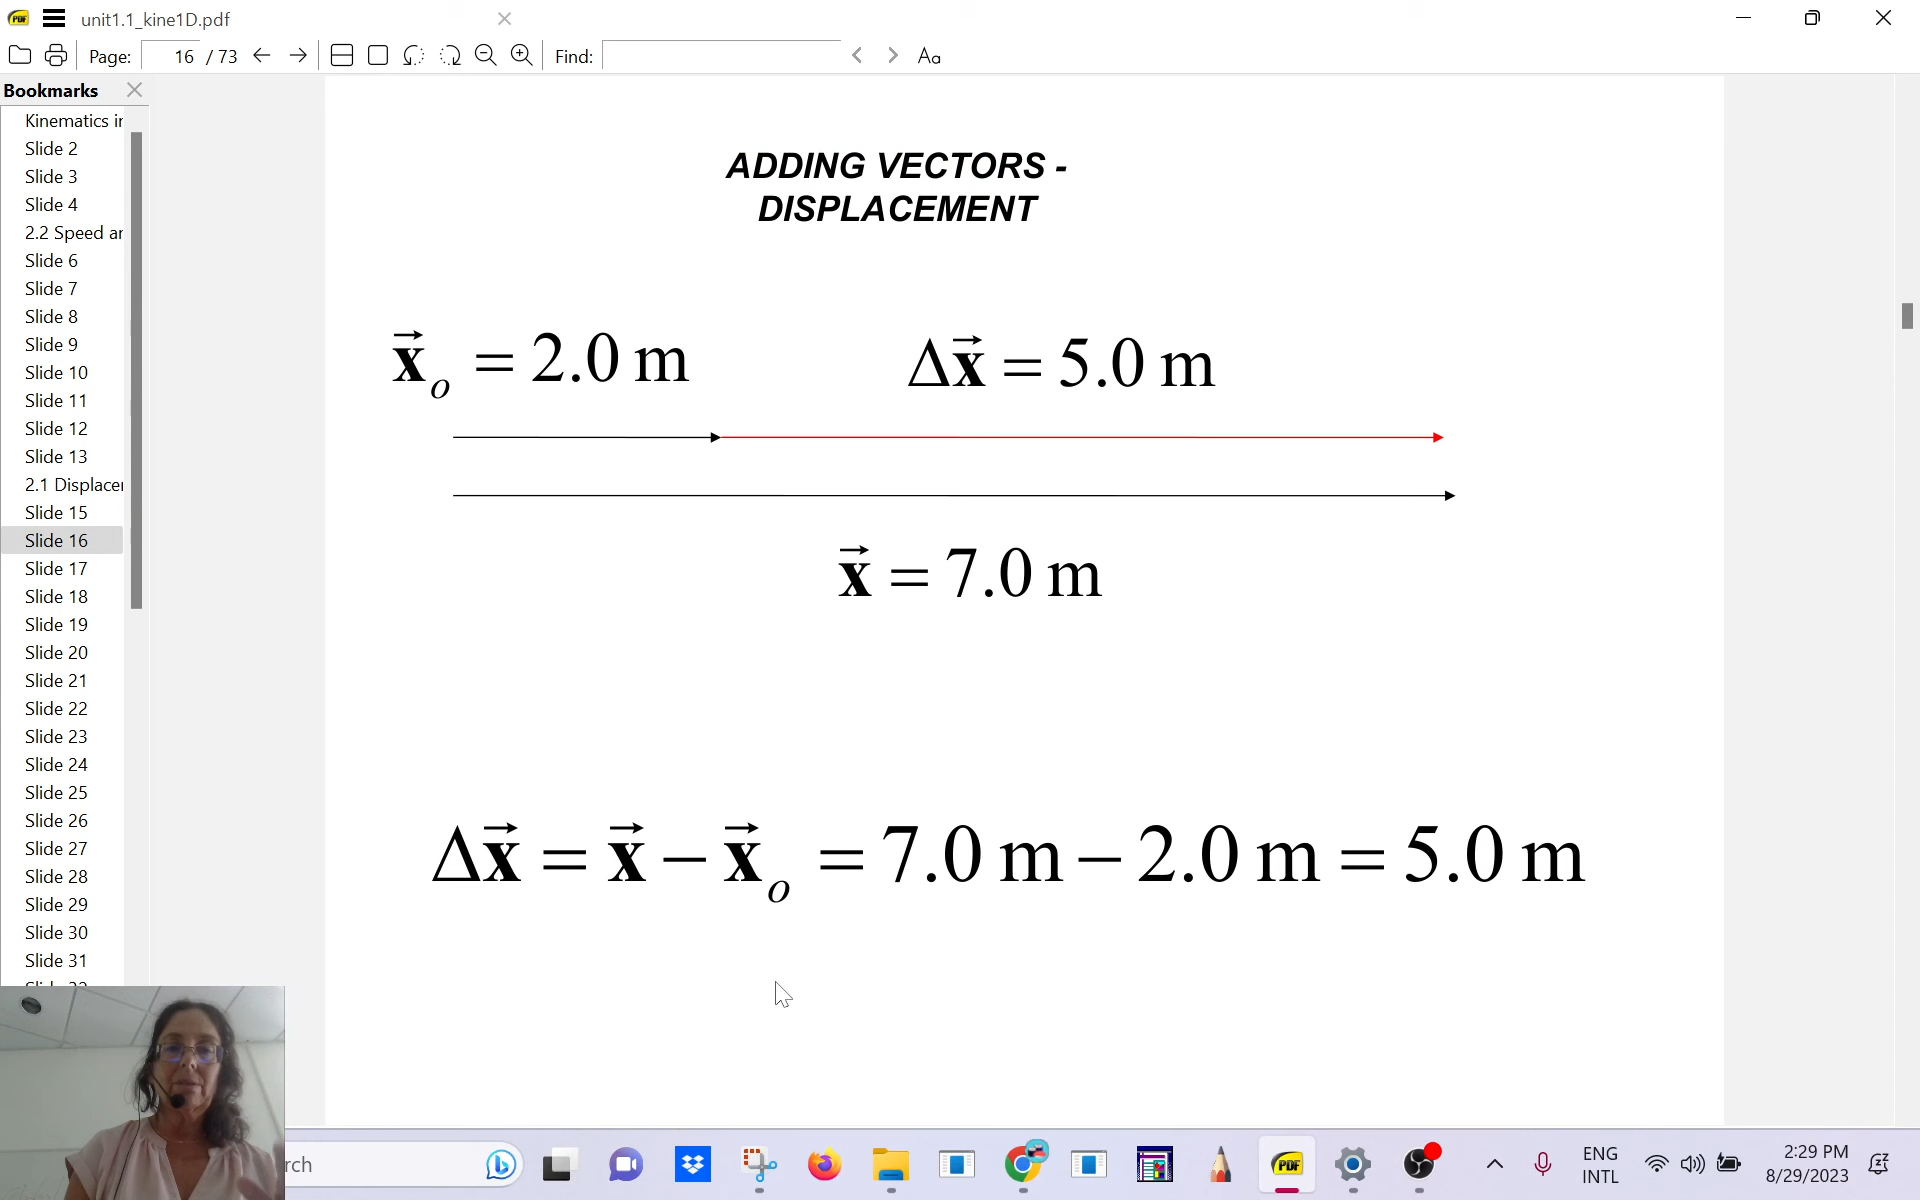 unit1.1_kine1D.pdf
Page: 16 / 73 Find: Aa
Bookmarks
Kinematics ir
Slide 2
Slide 3
Slide 4
2.2 Speed ar
Slide 6
Slide 7
Slide 8
Slide 9
Slide 10
Slide 11
Slide 12
Slide 13
2.1 Displacer
Slide 15
Slide 16
Slide 17
Slide 18
Slide 19
Slide 20
Slide 21
Slide 22
Slide 23
Slide 24
Slide 25
Slide 26
Slide 27
Slide 28
Slide 29
Slide 30
Slide 31
ADDING VECTORS -
DISPLACEMENT
x⃗ₒ = 2.0 m Δx⃗ = 5.0 m
x⃗ = 7.0 m
Δx⃗ = x⃗ − x⃗ₒ = 7.0 m − 2.0 m = 5.0 m
rch
PDF
ENG
INTL
2:29 PM
8/29/2023